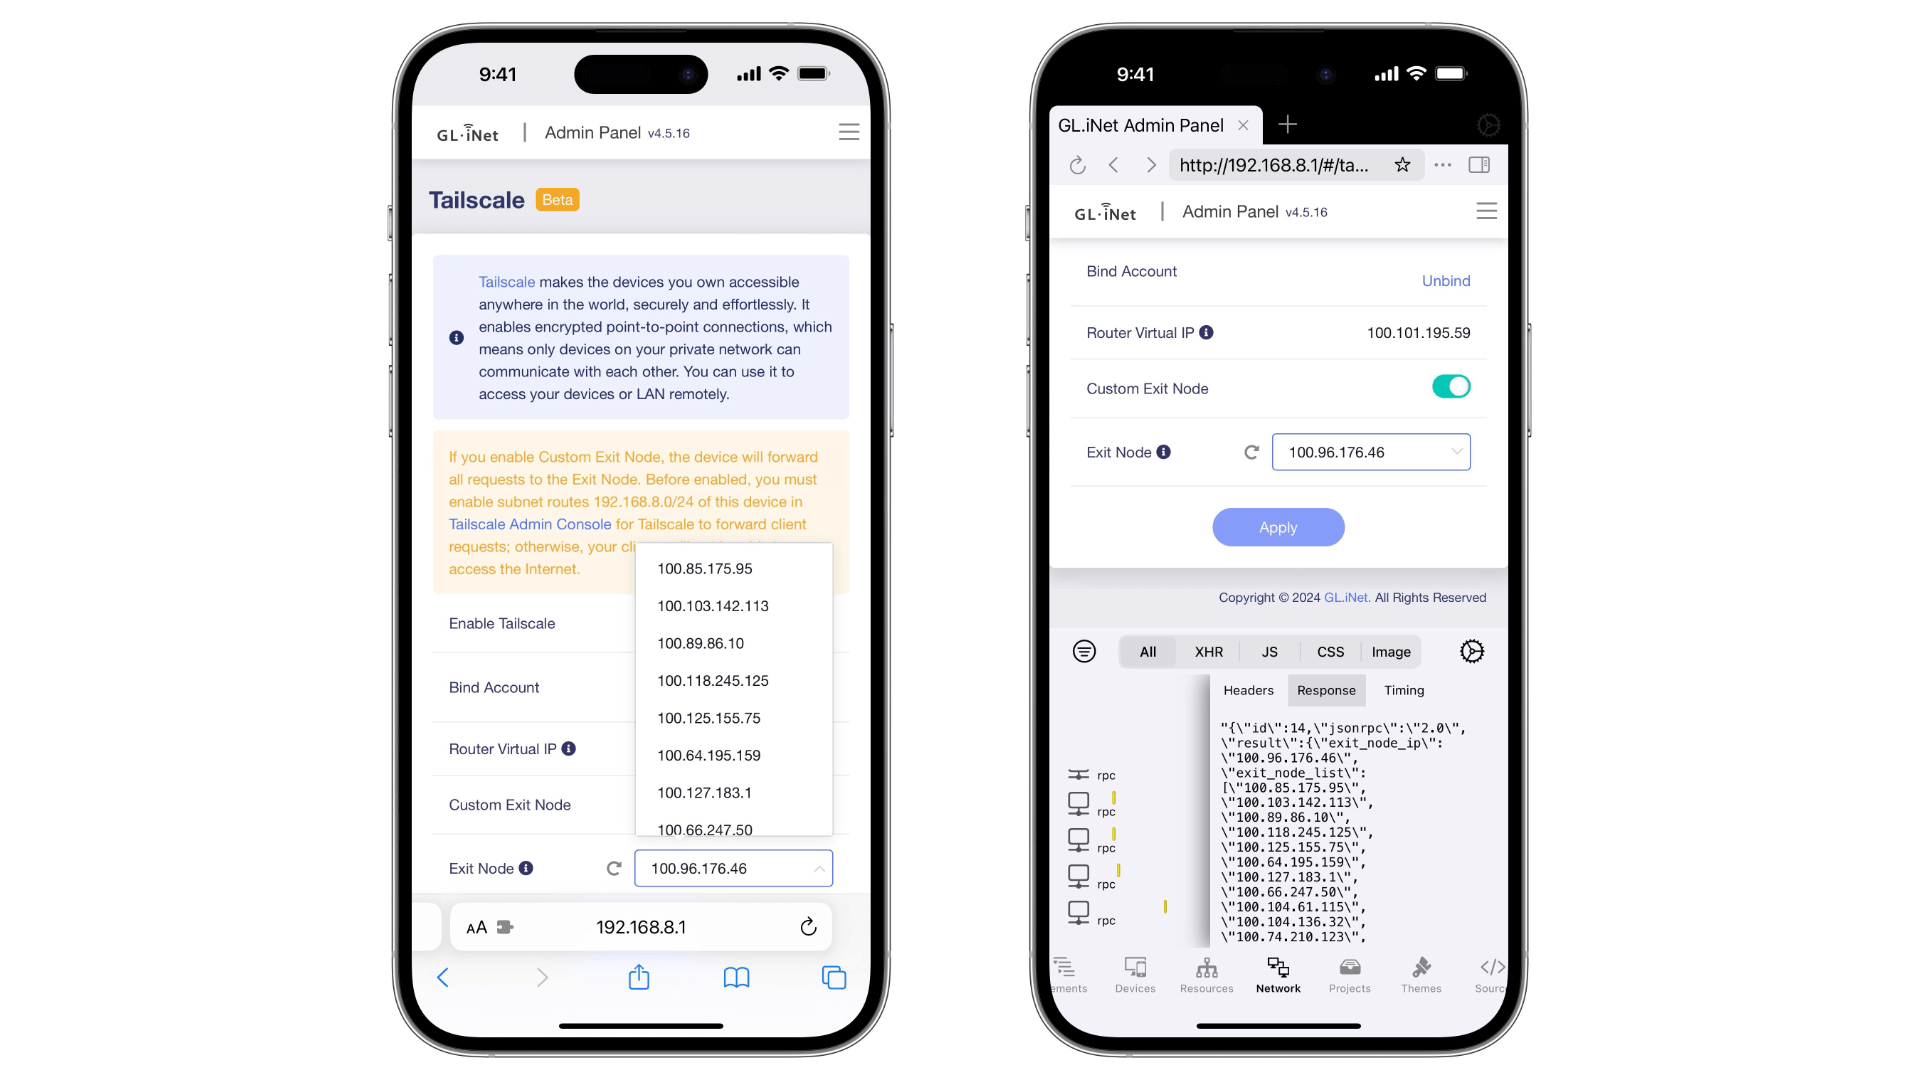 9:41
GL·iNet | Admin Panel v4.5.16
Tailscale Beta
Tailscale makes the devices you own accessible
anywhere in the world, securely and effortlessly. It
enables encrypted point-to-point connections, which
means only devices on your private network can
communicate with each other. You can use it to
access your devices or LAN remotely.
If you enable Custom Exit Node, the device will forward
all requests to the Exit Node. Before enabled, you must
enable subnet routes 192.168.8.0/24 of this device in
Tailscale Admin Console for Tailscale to forward client
requests; otherwise, your
access the Internet.
100.85.175.95
100.103.142.113
100.89.86.10
100.118.245.125
100.125.155.75
100.64.195.159
100.127.183.1
100.66.247.50
Enable Tailscale
Bind Account
Router Virtual IP
Custom Exit Node
Exit Node 100.96.176.46
AA 192.168.8.1
9:41
GL.iNet Admin Panel
http://192.168.8.1/#/ta...
GL·iNet | Admin Panel v4.5.16
Bind Account Unbind
Router Virtual IP 100.101.195.59
Custom Exit Node
Exit Node 100.96.176.46
Apply
Copyright © 2024 GL.iNet. All Rights Reserved
All XHR JS CSS Image
Headers Response Timing
"{\"id\":14,\"jsonrpc\":\"2.0\",
\"result\":{\"exit_node_ip\":
\"100.96.176.46\",
\"exit_node_list\":
[\"100.85.175.95\",
\"100.103.142.113\",
\"100.89.86.10\",
\"100.118.245.125\",
\"100.125.155.75\",
\"100.64.195.159\",
\"100.127.183.1\",
\"100.66.247.50\",
\"100.104.61.115\",
\"100.104.136.32\",
\"100.74.210.123\",
rpc
rpc
rpc
rpc
rpc
ements Devices Resources Network Projects Themes Sourc